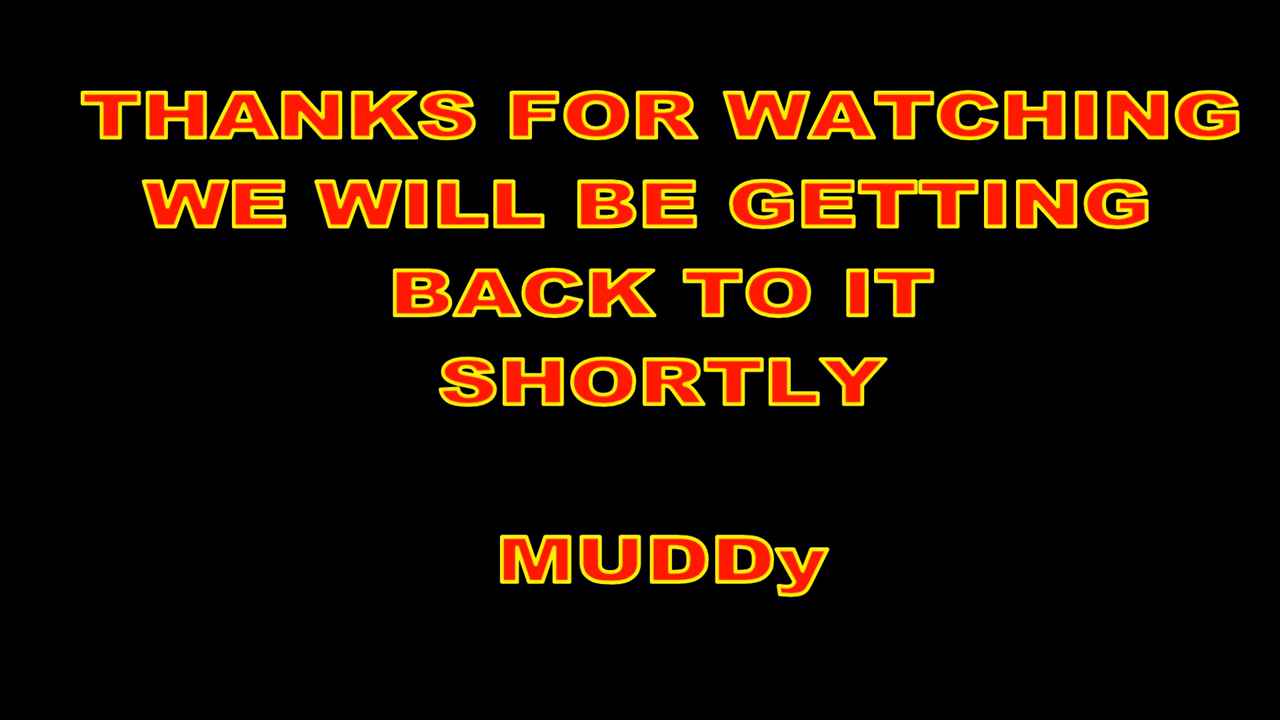 THANKS FOR WATCHING
WE WILL BE GETTING
BACK TO IT
SHORTLY
MUDDy